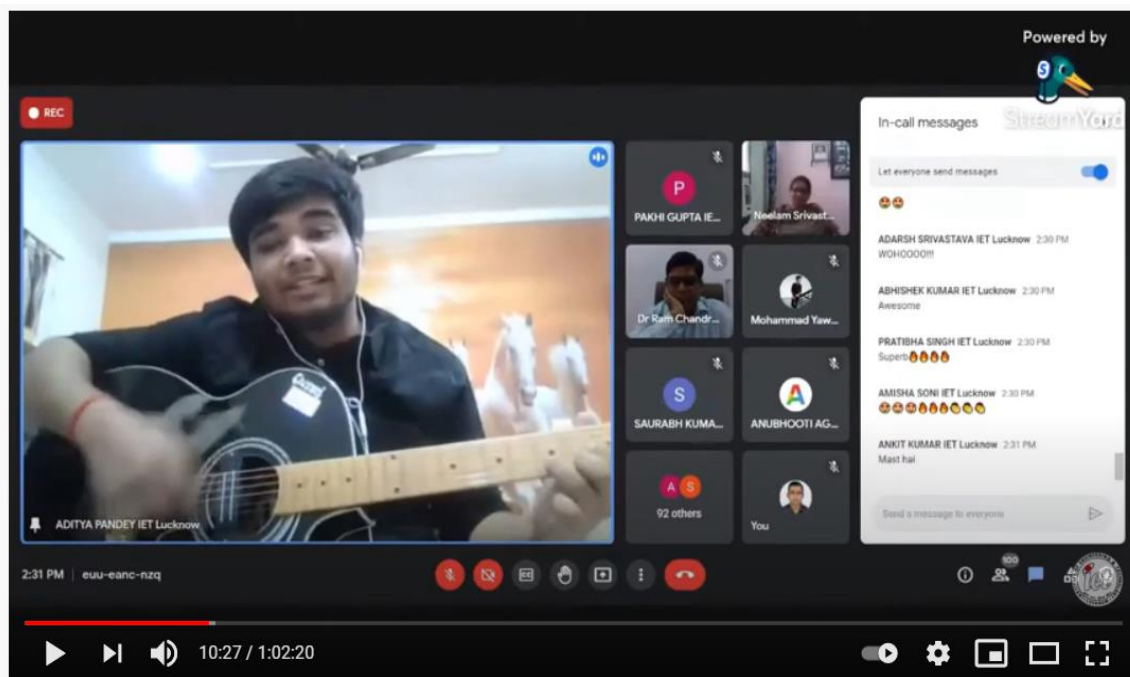 Powered by
StreamYard
S
REC
In-call messages
Let everyone send messages
🤩🤩
ADARSH SRIVASTAVA IET Lucknow 2:30 PM
WOHOOOO!!!
ABHISHEK KUMAR IET Lucknow 2:30 PM
Awesome
PRATIBHA SINGH IET Lucknow 2:30 PM
Superb🔥🔥🔥🔥
AMISHA SONI IET Lucknow 2:30 PM
🤩🤩🤩🔥🔥🔥👏👏👏
ANKIT KUMAR IET Lucknow 2:31 PM
Mast hai
Send a message to everyone
P
PAKHI GUPTA IE...
Neelam Srivast...
Dr Ram Chandr...
Mohammad Yaw...
S
SAURABH KUMA...
A
ANUBHOOTI AG...
A S
92 others
You
ADITYA PANDEY IET Lucknow
2:31 PM | euu-eanc-nzq
CC
100
10:27 / 1:02:20